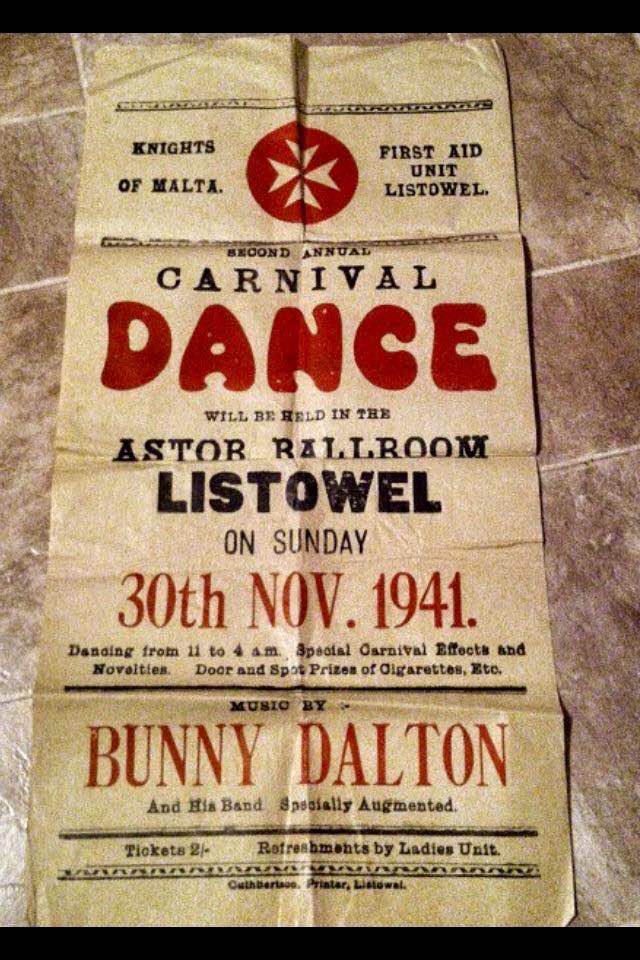 KNIGHTS
OF MALTA.
FIRST AID
UNIT
LISTOWEL.
SECOND ANNUAL
CARNIVAL
DANCE
WILL BE HELD IN THE
ASTOR BALLROOM
LISTOWEL
ON SUNDAY
30th NOV. 1941.
Dancing from 11 to 4 a.m. Special Carnival Effects and
Novelties. Door and Spot Prizes of Cigarettes, Etc.
MUSIC BY :-
BUNNY DALTON
And His Band Specially Augmented.
Tickets 2/- Refreshments by Ladies Unit.
Cuthbertson, Printer, Listowel.